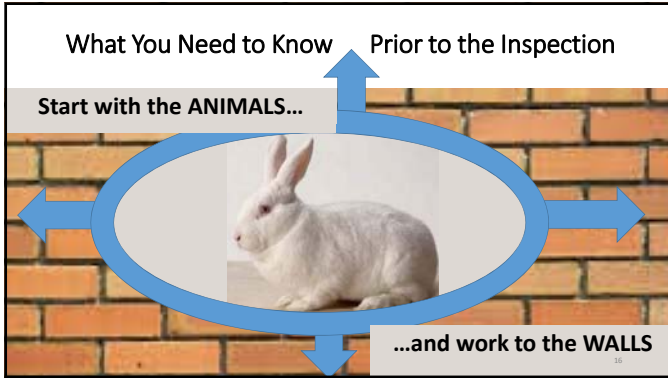 What You Need to Know Prior to the Inspection
Start with the ANIMALS...
...and work to the WALLS
16